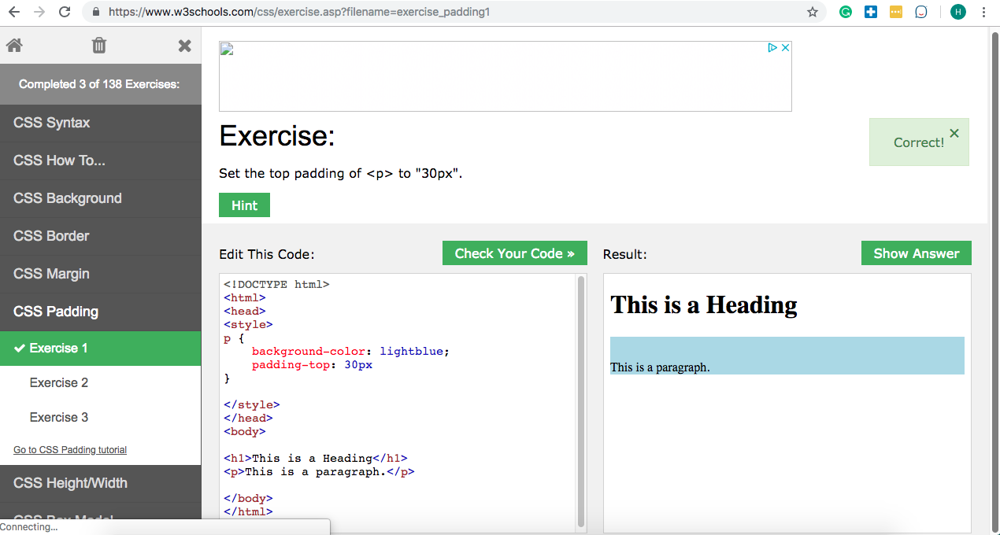 https://www.w3schools.com/css/exercise.asp?filename=exercise_padding1
H
Completed 3 of 138 Exercises:
CSS Syntax
CSS How To...
CSS Background
CSS Border
CSS Margin
CSS Padding
Exercise 1
Exercise 2
Exercise 3
Go to CSS Padding tutorial
CSS Height/Width
CSS Box Model
Connecting...
Exercise:
Correct!
Set the top padding of <p> to "30px".
Hint
Edit This Code:
Check Your Code »
<!DOCTYPE html>
<html>
<head>
<style>
p {
    background-color: lightblue;
    padding-top: 30px
}
</style>
</head>
<body>
<h1>This is a Heading</h1>
<p>This is a paragraph.</p>
</body>
</html>
Result:
Show Answer
This is a Heading
This is a paragraph.